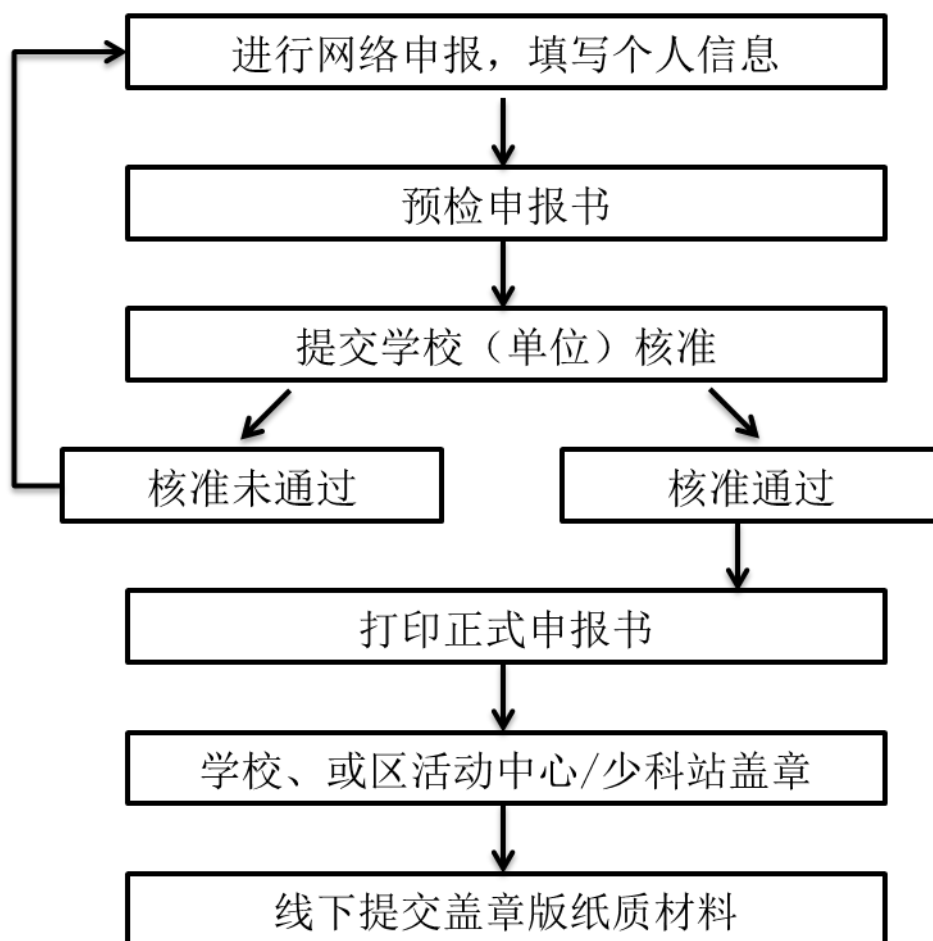 进行网络申报，填写个人信息
预检申报书
提交学校（单位）核准
核准未通过
核准通过
打印正式申报书
学校、或区活动中心/少科站盖章
线下提交盖章版纸质材料